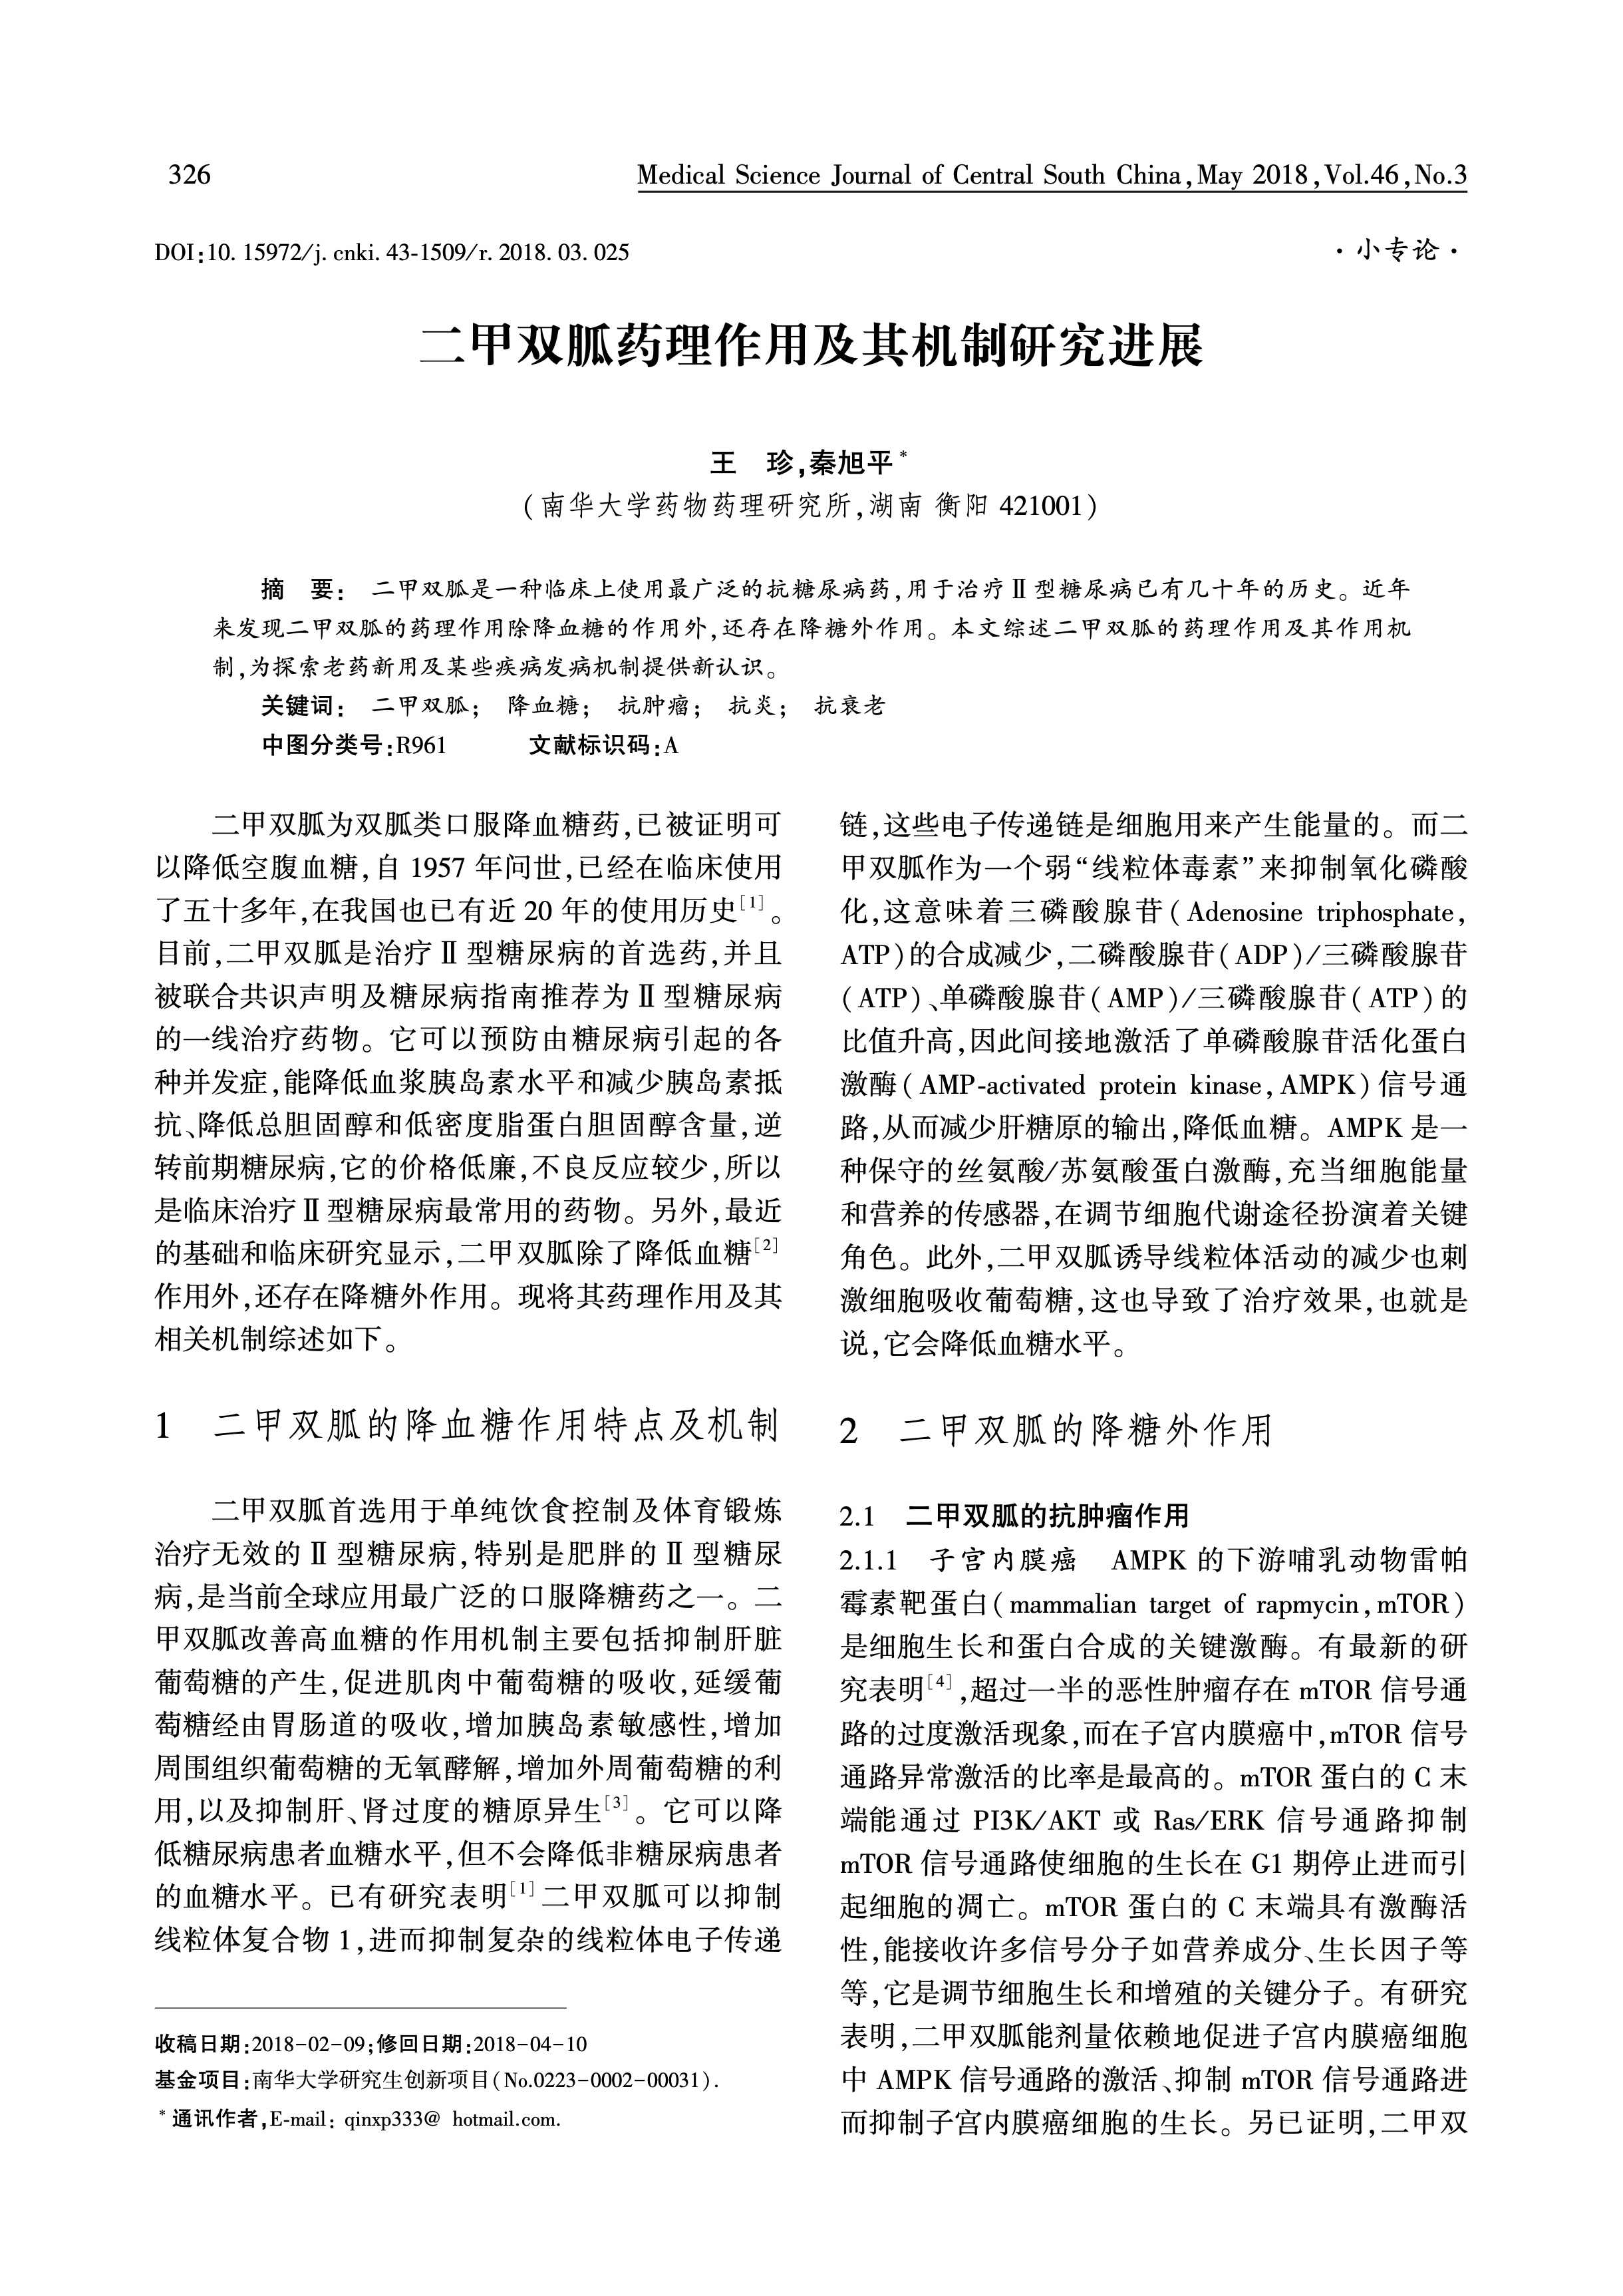 326
Medical Science Journal of Central South China,May 2018,Vol.46,No.3
DOI:10. 15972/j. cnki. 43-1509/r. 2018. 03. 025
·小专论·
二甲双胍药理作用及其机制研究进展
王　珍,秦旭平*
(南华大学药物药理研究所,湖南 衡阳 421001)
摘　要:　二甲双胍是一种临床上使用最广泛的抗糖尿病药,用于治疗Ⅱ型糖尿病已有几十年的历史。近年
来发现二甲双胍的药理作用除降血糖的作用外,还存在降糖外作用。本文综述二甲双胍的药理作用及其作用机
制,为探索老药新用及某些疾病发病机制提供新认识。
关键词:　二甲双胍;　降血糖;　抗肿瘤;　抗炎;　抗衰老
中图分类号:R961　　　文献标识码:A
二甲双胍为双胍类口服降血糖药,已被证明可
以降低空腹血糖,自 1957 年问世,已经在临床使用
了五十多年,在我国也已有近 20 年的使用历史[1]。
目前,二甲双胍是治疗Ⅱ型糖尿病的首选药,并且
被联合共识声明及糖尿病指南推荐为Ⅱ型糖尿病
的一线治疗药物。它可以预防由糖尿病引起的各
种并发症,能降低血浆胰岛素水平和减少胰岛素抵
抗、降低总胆固醇和低密度脂蛋白胆固醇含量,逆
转前期糖尿病,它的价格低廉,不良反应较少,所以
是临床治疗Ⅱ型糖尿病最常用的药物。另外,最近
的基础和临床研究显示,二甲双胍除了降低血糖[2]
作用外,还存在降糖外作用。现将其药理作用及其
相关机制综述如下。
1　二甲双胍的降血糖作用特点及机制
二甲双胍首选用于单纯饮食控制及体育锻炼
治疗无效的Ⅱ型糖尿病,特别是肥胖的Ⅱ型糖尿
病,是当前全球应用最广泛的口服降糖药之一。二
甲双胍改善高血糖的作用机制主要包括抑制肝脏
葡萄糖的产生,促进肌肉中葡萄糖的吸收,延缓葡
萄糖经由胃肠道的吸收,增加胰岛素敏感性,增加
周围组织葡萄糖的无氧酵解,增加外周葡萄糖的利
用,以及抑制肝、肾过度的糖原异生[3]。它可以降
低糖尿病患者血糖水平,但不会降低非糖尿病患者
的血糖水平。已有研究表明[1]二甲双胍可以抑制
线粒体复合物 1,进而抑制复杂的线粒体电子传递
收稿日期:2018-02-09;修回日期:2018-04-10
基金项目:南华大学研究生创新项目(No.0223-0002-00031).
*通讯作者,E-mail: qinxp333@ hotmail.com.
链,这些电子传递链是细胞用来产生能量的。而二
甲双胍作为一个弱“线粒体毒素”来抑制氧化磷酸
化,这意味着三磷酸腺苷(Adenosine triphosphate,
ATP)的合成减少,二磷酸腺苷(ADP)/三磷酸腺苷
(ATP)、单磷酸腺苷(AMP)/三磷酸腺苷(ATP)的
比值升高,因此间接地激活了单磷酸腺苷活化蛋白
激酶(AMP-activated protein kinase,AMPK)信号通
路,从而减少肝糖原的输出,降低血糖。AMPK 是一
种保守的丝氨酸/苏氨酸蛋白激酶,充当细胞能量
和营养的传感器,在调节细胞代谢途径扮演着关键
角色。此外,二甲双胍诱导线粒体活动的减少也刺
激细胞吸收葡萄糖,这也导致了治疗效果,也就是
说,它会降低血糖水平。
2　二甲双胍的降糖外作用
2.1　二甲双胍的抗肿瘤作用
2.1.1　子宫内膜癌　AMPK 的下游哺乳动物雷帕
霉素靶蛋白(mammalian target of rapmycin,mTOR)
是细胞生长和蛋白合成的关键激酶。有最新的研
究表明[4],超过一半的恶性肿瘤存在 mTOR 信号通
路的过度激活现象,而在子宫内膜癌中,mTOR 信号
通路异常激活的比率是最高的。mTOR 蛋白的 C 末
端能通过 PI3K/AKT 或 Ras/ERK 信号通路抑制
mTOR 信号通路使细胞的生长在 G1 期停止进而引
起细胞的凋亡。mTOR 蛋白的 C 末端具有激酶活
性,能接收许多信号分子如营养成分、生长因子等
等,它是调节细胞生长和增殖的关键分子。有研究
表明,二甲双胍能剂量依赖地促进子宫内膜癌细胞
中 AMPK 信号通路的激活、抑制 mTOR 信号通路进
而抑制子宫内膜癌细胞的生长。另已证明,二甲双